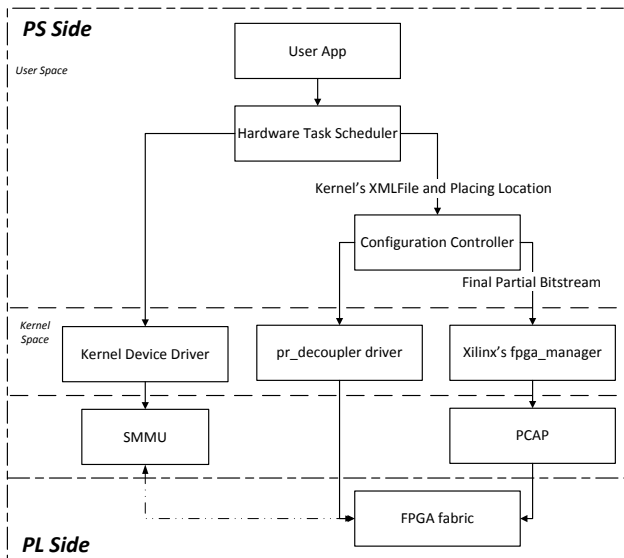 PS Side
User App
User Space
Hardware Task Scheduler
Kernel's XMLFile and Placing Location
Configuration Controller
Final Partial Bitstream
Kernel
Space
Kernel Device Driver
pr_decoupler driver
Xilinx's fpga_manager
SMMU
PCAP
FPGA fabric
PL Side